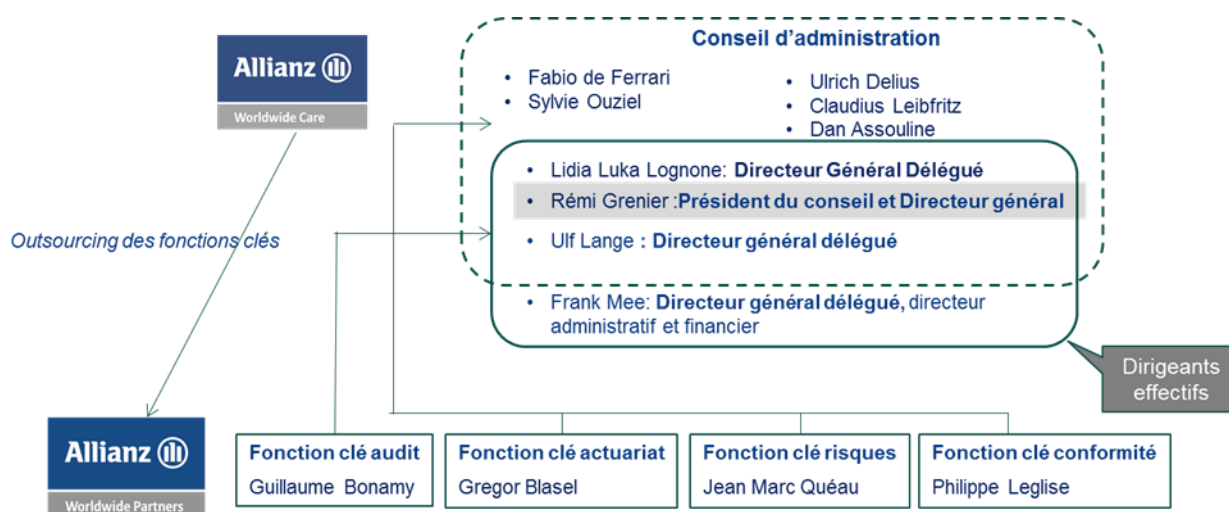 Allianz
Worldwide Care
Conseil d'administration
• Fabio de Ferrari
• Sylvie Ouziel
• Ulrich Delius
• Claudius Leibfritz
• Dan Assouline
• Lidia Luka Lognone: Directeur Général Délégué
• Rémi Grenier :Président du conseil et Directeur général
• Ulf Lange : Directeur général délégué
• Frank Mee: Directeur général délégué, directeur
administratif et financier
Outsourcing des fonctions clés
Dirigeants
effectifs
Allianz
Worldwide Partners
Fonction clé audit
Guillaume Bonamy
Fonction clé actuariat
Gregor Blasel
Fonction clé risques
Jean Marc Quéau
Fonction clé conformité
Philippe Leglise